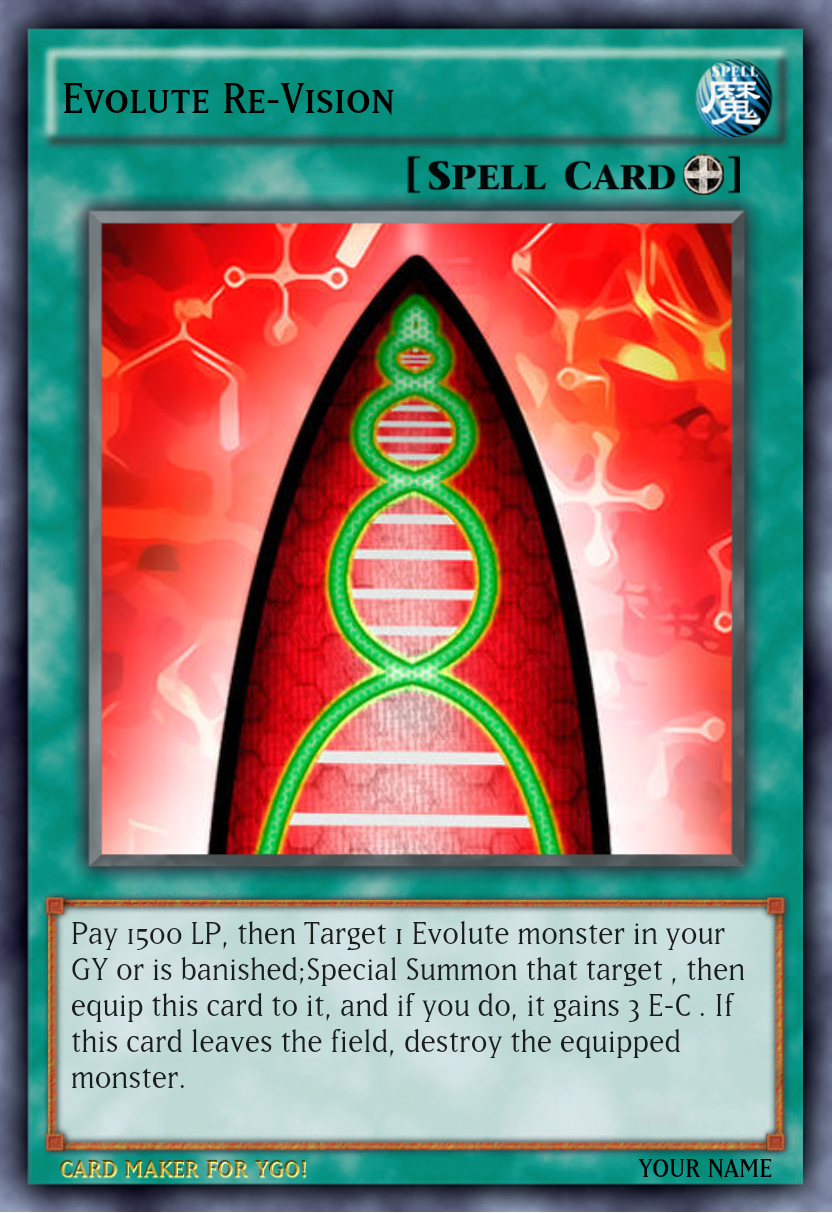 Evolute Re-Vision
SPELL
魔
[Spell Card]
Pay 1500 LP, then Target 1 Evolute monster in your
GY or is banished;Special Summon that target , then
equip this card to it, and if you do, it gains 3 E-C . If
this card leaves the field, destroy the equipped
monster.
CARD MAKER FOR YGO!
YOUR NAME